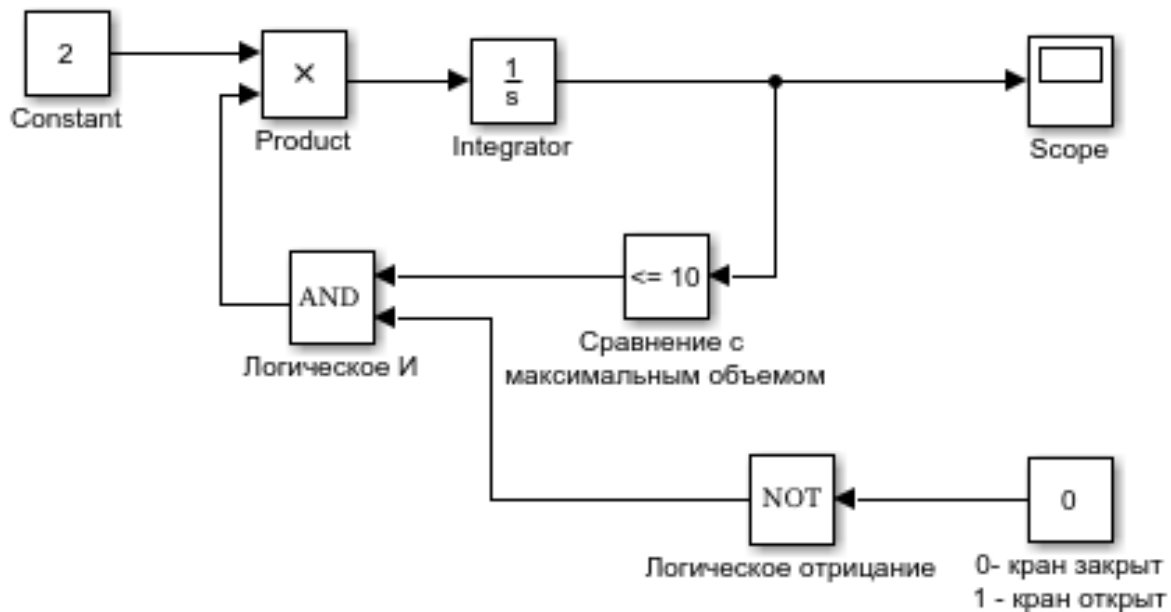 2
Constant
×
Product
1
s
Integrator
Scope
AND
Логическое И
<= 10
Сравнение с
максимальным объемом
NOT
Логическое отрицание
0
0- кран закрыт
1 - кран открыт